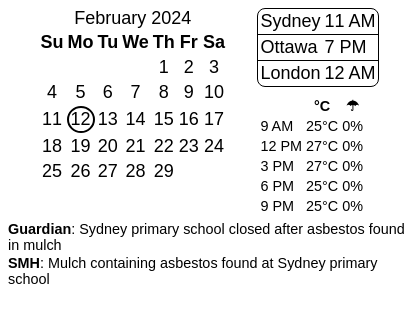 February 2024
Su Mo Tu We Th Fr Sa
1 2 3
4 5 6 7 8 9 10
11 12 13 14 15 16 17
18 19 20 21 22 23 24
25 26 27 28 29
Sydney 11 AM
Ottawa 7 PM
London 12 AM
°C ☂
9 AM 25°C 0%
12 PM 27°C 0%
3 PM 27°C 0%
6 PM 25°C 0%
9 PM 25°C 0%
Guardian: Sydney primary school closed after asbestos found
in mulch
SMH: Mulch containing asbestos found at Sydney primary
school